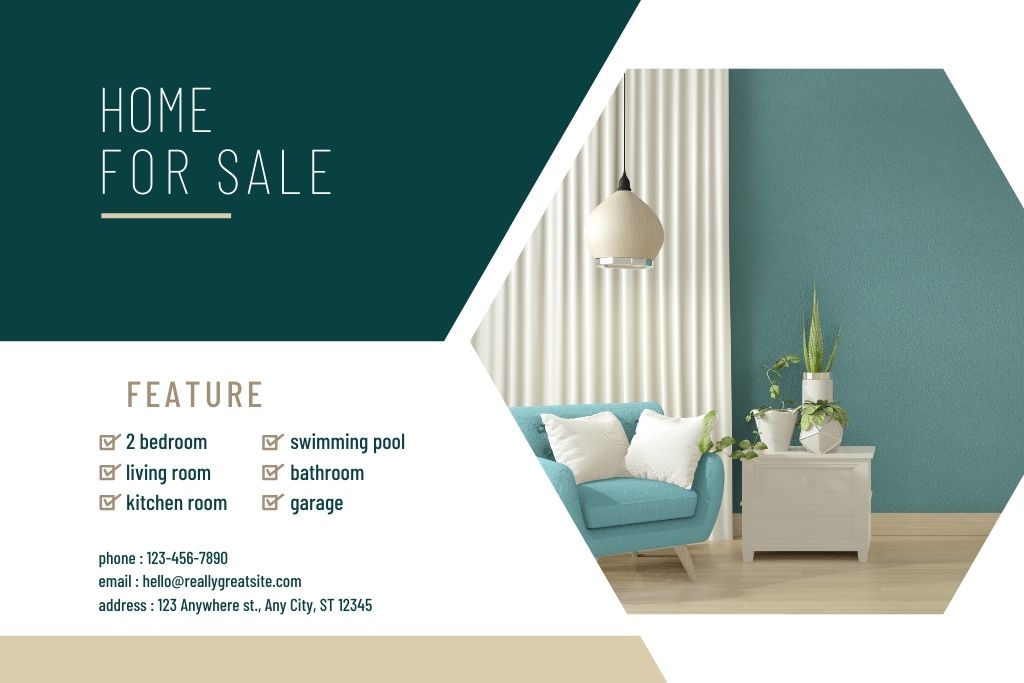 HOME
FOR SALE
FEATURE
2 bedroom
living room
kitchen room
swimming pool
bathroom
garage
phone : 123-456-7890
email : hello@reallygreatsite.com
address : 123 Anywhere st., Any City, ST 12345